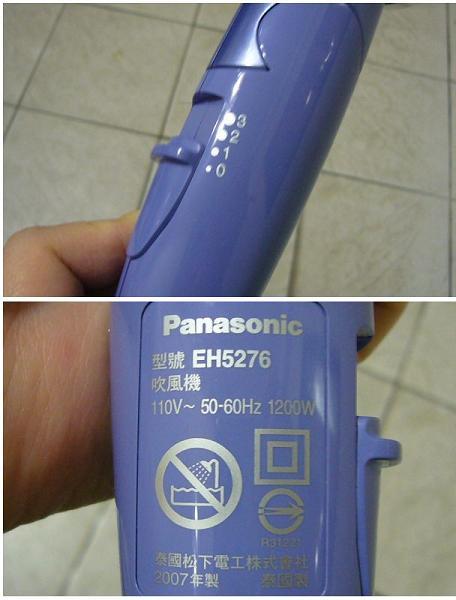 3
2
1
0
Panasonic
型號 EH5276
吹風機
110V～ 50-60Hz 1200W
R31221
泰國松下電工株式會社
2007年製 泰國製